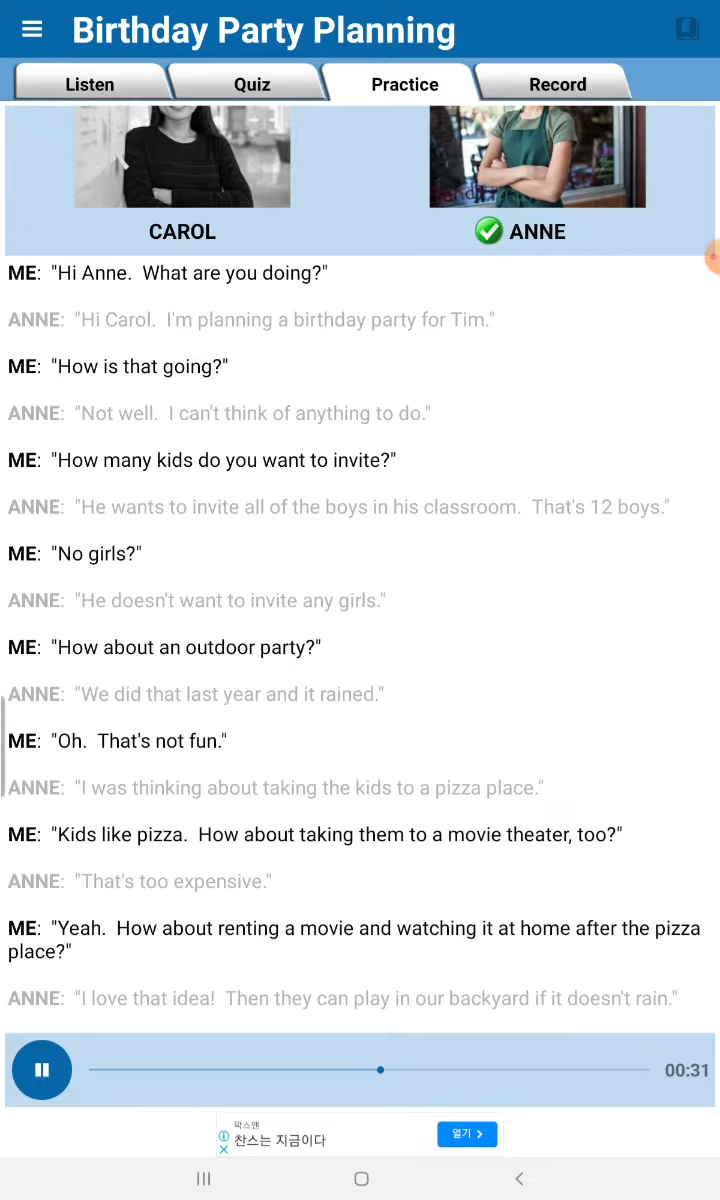 Birthday Party Planning
Listen
Quiz
Practice
Record
CAROL
ANNE
ME:  "Hi Anne.  What are you doing?"
ANNE:  "Hi Carol.  I'm planning a birthday party for Tim."
ME:  "How is that going?"
ANNE:  "Not well.  I can't think of anything to do."
ME:  "How many kids do you want to invite?"
ANNE:  "He wants to invite all of the boys in his classroom.  That's 12 boys."
ME:  "No girls?"
ANNE:  "He doesn't want to invite any girls."
ME:  "How about an outdoor party?"
ANNE:  "We did that last year and it rained."
ME:  "Oh.  That's not fun."
ANNE:  "I was thinking about taking the kids to a pizza place."
ME:  "Kids like pizza.  How about taking them to a movie theater, too?"
ANNE:  "That's too expensive."
ME:  "Yeah.  How about renting a movie and watching it at home after the pizza
place?"
ANNE:  "I love that idea!  Then they can play in our backyard if it doesn't rain."
00:31
막스앤
찬스는 지금이다
열기